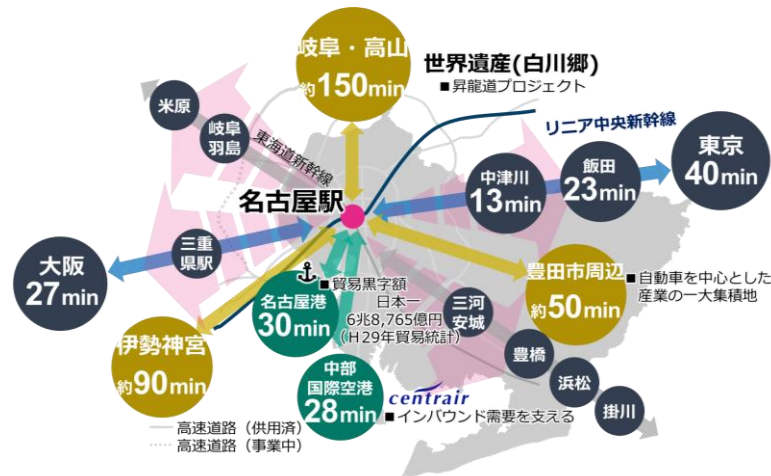 岐阜・高山
約150min
世界遺産(白川郷)
■昇龍道プロジェクト
米原
岐阜
羽島
東海道新幹線
リニア中央新幹線
名古屋駅
中津川
13min
飯田
23min
東京
40min
大阪
27min
三重
県駅
名古屋港
30min
■貿易黒字額
日本一
6兆8,765億円
(H29年貿易統計)
三河
安城
豊田市周辺
約50min
■自動車を中心とした
産業の一大集積地
伊勢神宮
約90min
豊橋
浜松
掛川
中部
国際空港
28min
centrair
■インバウンド需要を支える
高速道路(供用済)
高速道路(事業中)